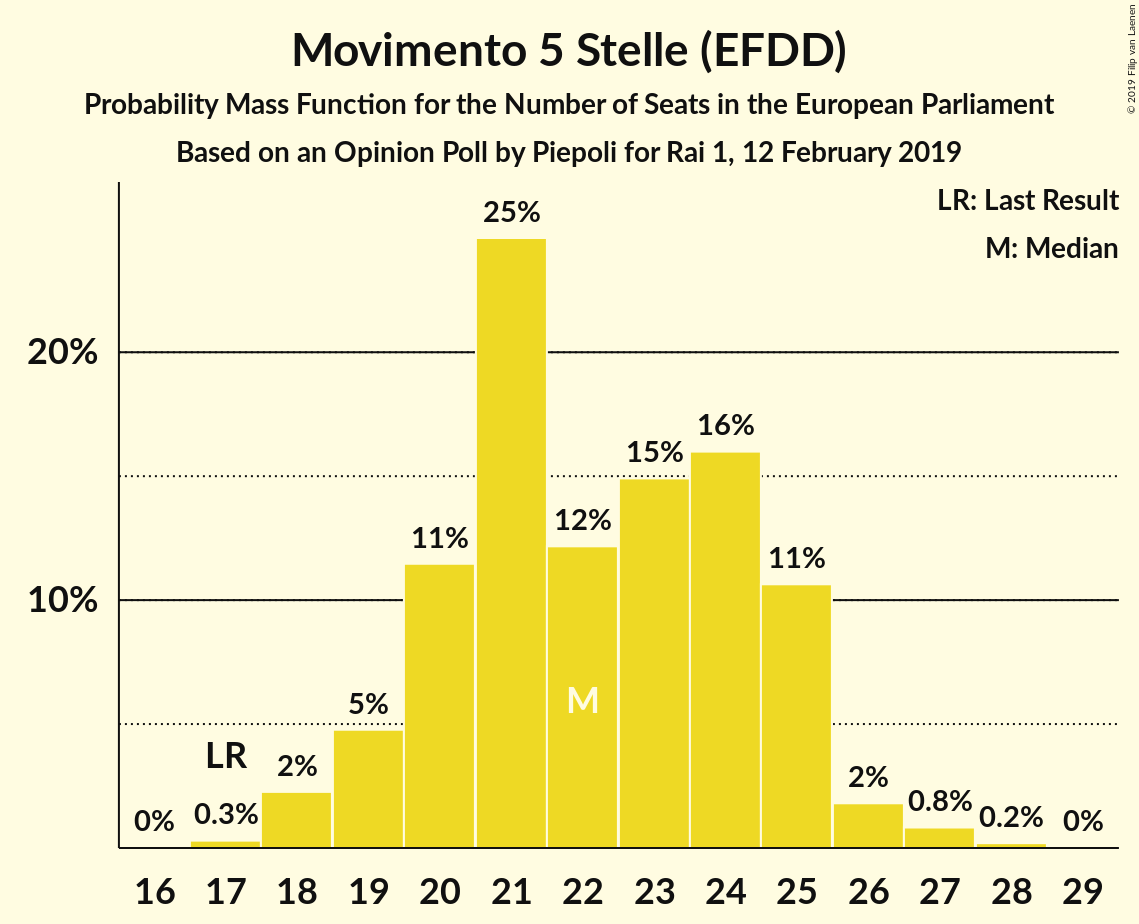 Movimento 5 Stelle (EFDD)
Probability Mass Function for the Number of Seats in the European Parliament
Based on an Opinion Poll by Piepoli for Rai 1, 12 February 2019
© 2019 Filip van Laenen
LR: Last Result
M: Median
25%
20%
16%
15%
12%
11%
11%
10%
M
5%
LR
2%
2%
0.8%
0.3%
0.2%
0%
0%
16 17 18 19 20 21 22 23 24 25 26 27 28 29